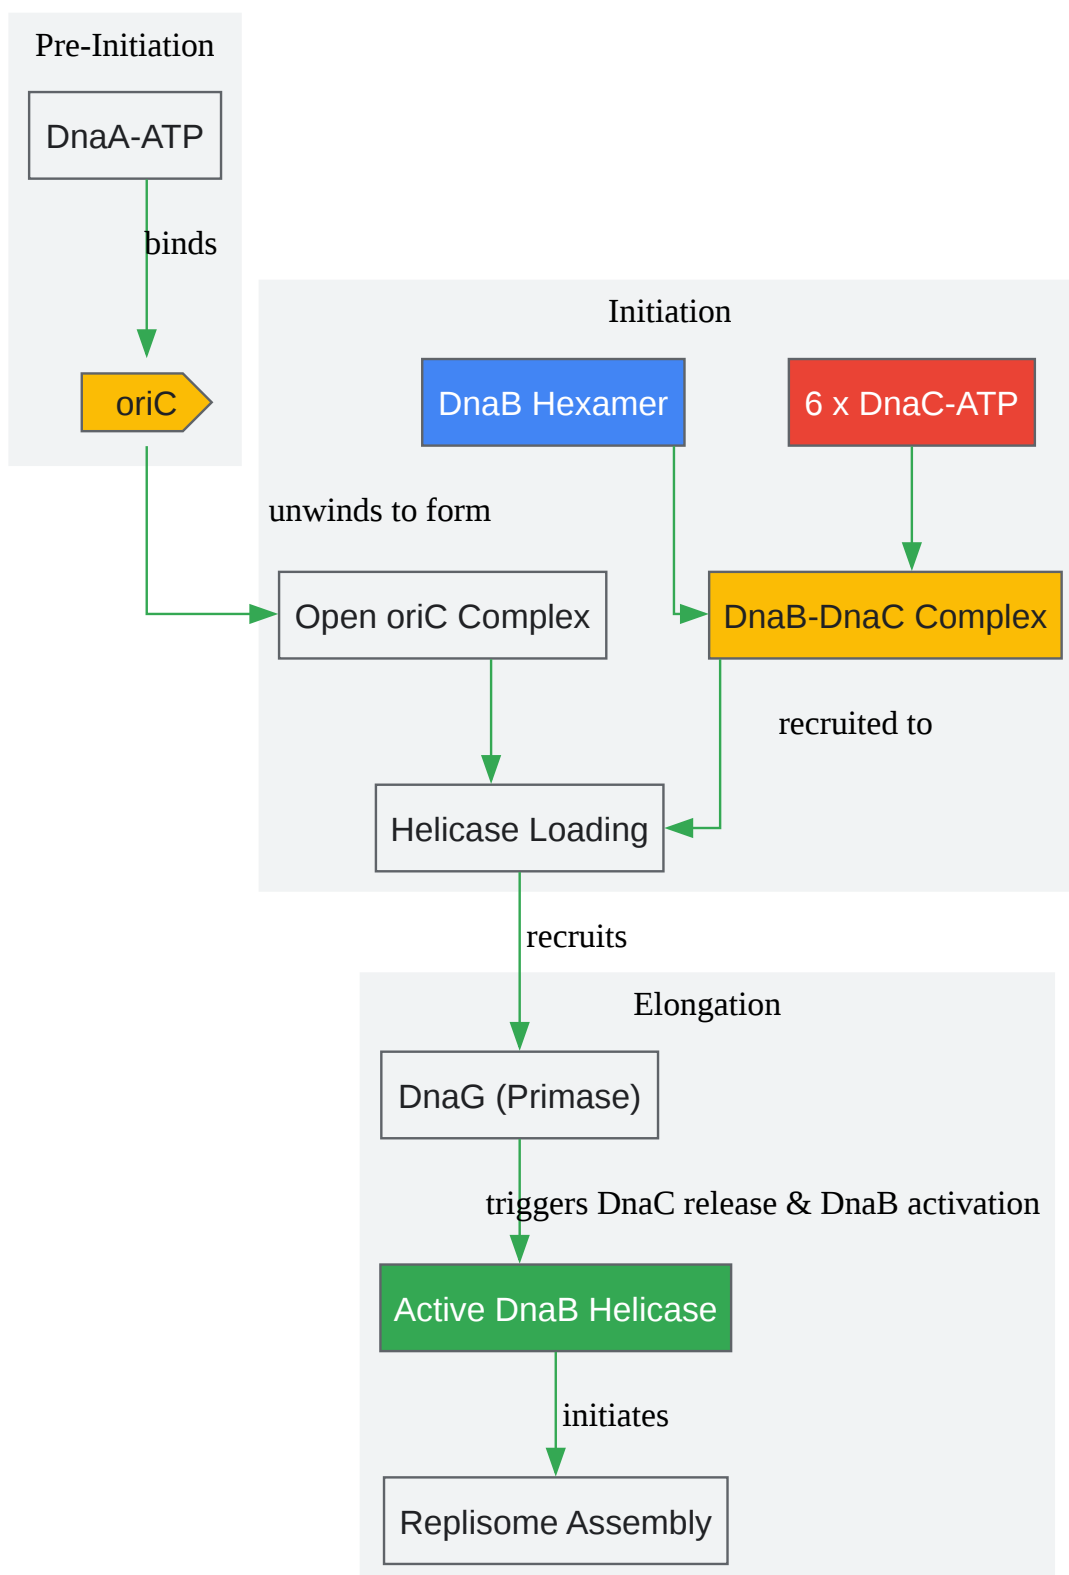 Pre-Initiation
DnaA-ATP
binds
oriC
Initiation
DnaB Hexamer
6 x DnaC-ATP
unwinds to form
Open oriC Complex
DnaB-DnaC Complex
recruited to
Helicase Loading
recruits
Elongation
DnaG (Primase)
triggers DnaC release & DnaB activation
Active DnaB Helicase
initiates
Replisome Assembly